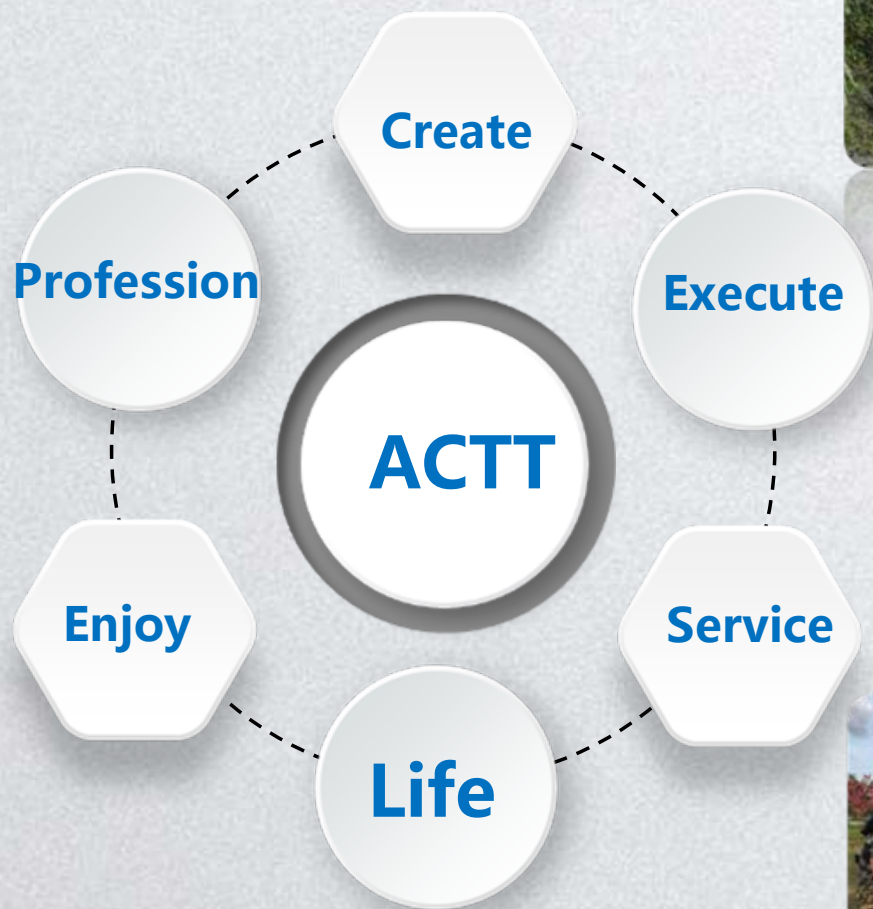 Create
Profession
Execute
ACTT
Enjoy
Service
Life